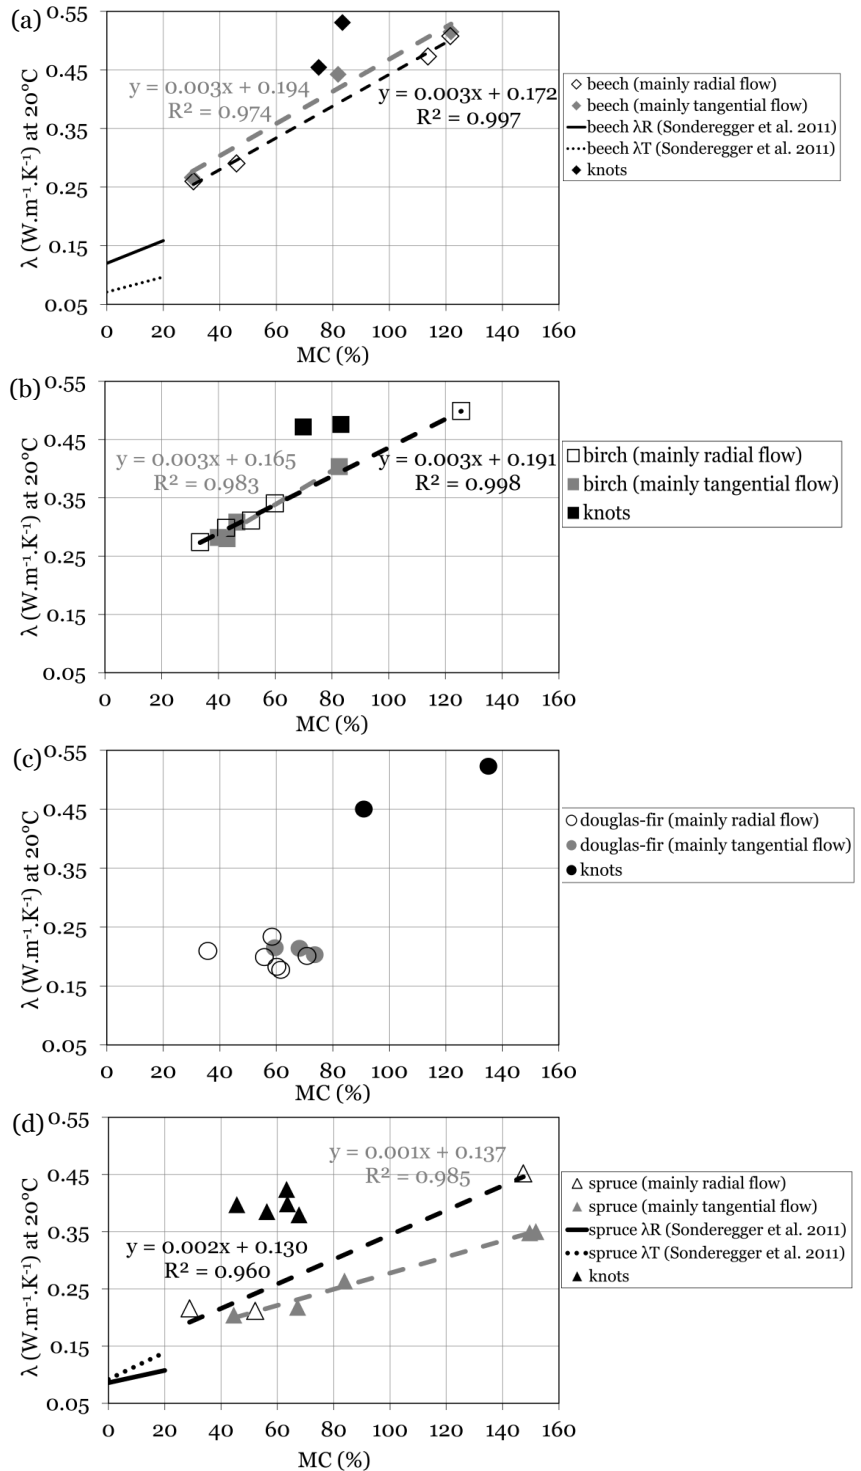 (a)
0.55
0.45
0.35
0.25
0.15
0.05
λ (W.m⁻¹.K⁻¹) at 20°C
y = 0.003x + 0.194
R² = 0.974
y = 0.003x + 0.172
R² = 0.997
0 20 40 60 80 100 120 140 160
MC (%)
beech (mainly radial flow)
beech (mainly tangential flow)
beech λR (Sonderegger et al. 2011)
beech λT (Sonderegger et al. 2011)
knots
(b)
0.55
0.45
0.35
0.25
0.15
0.05
λ (W.m⁻¹.K⁻¹) at 20°C
y = 0.003x + 0.165
R² = 0.983
y = 0.003x + 0.191
R² = 0.998
0 20 40 60 80 100 120 140 160
MC (%)
birch (mainly radial flow)
birch (mainly tangential flow)
knots
(c)
0.55
0.45
0.35
0.25
0.15
0.05
λ (W.m⁻¹.K⁻¹) at 20°C
0 20 40 60 80 100 120 140 160
MC (%)
douglas-fir (mainly radial flow)
douglas-fir (mainly tangential flow)
knots
(d)
0.55
0.45
0.35
0.25
0.15
0.05
λ (W.m⁻¹.K⁻¹) at 20°C
y = 0.001x + 0.137
R² = 0.985
y = 0.002x + 0.130
R² = 0.960
0 20 40 60 80 100 120 140 160
MC (%)
spruce (mainly radial flow)
spruce (mainly tangential flow)
spruce λR (Sonderegger et al. 2011)
spruce λT (Sonderegger et al. 2011)
knots